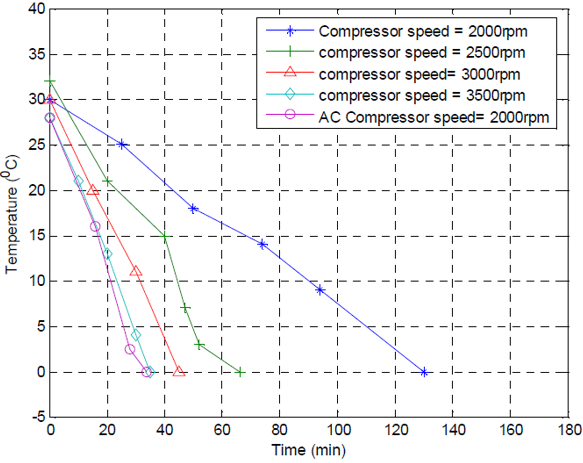 40
35
30
25
20
15
10
5
0
-5
Temperature (⁰C)
Compressor speed = 2000rpm
compressor speed = 2500rpm
compressor speed= 3000rpm
compressor speed = 3500rpm
AC Compressor speed= 2000rpm
0 20 40 60 80 100 120 140 160 180
Time (min)